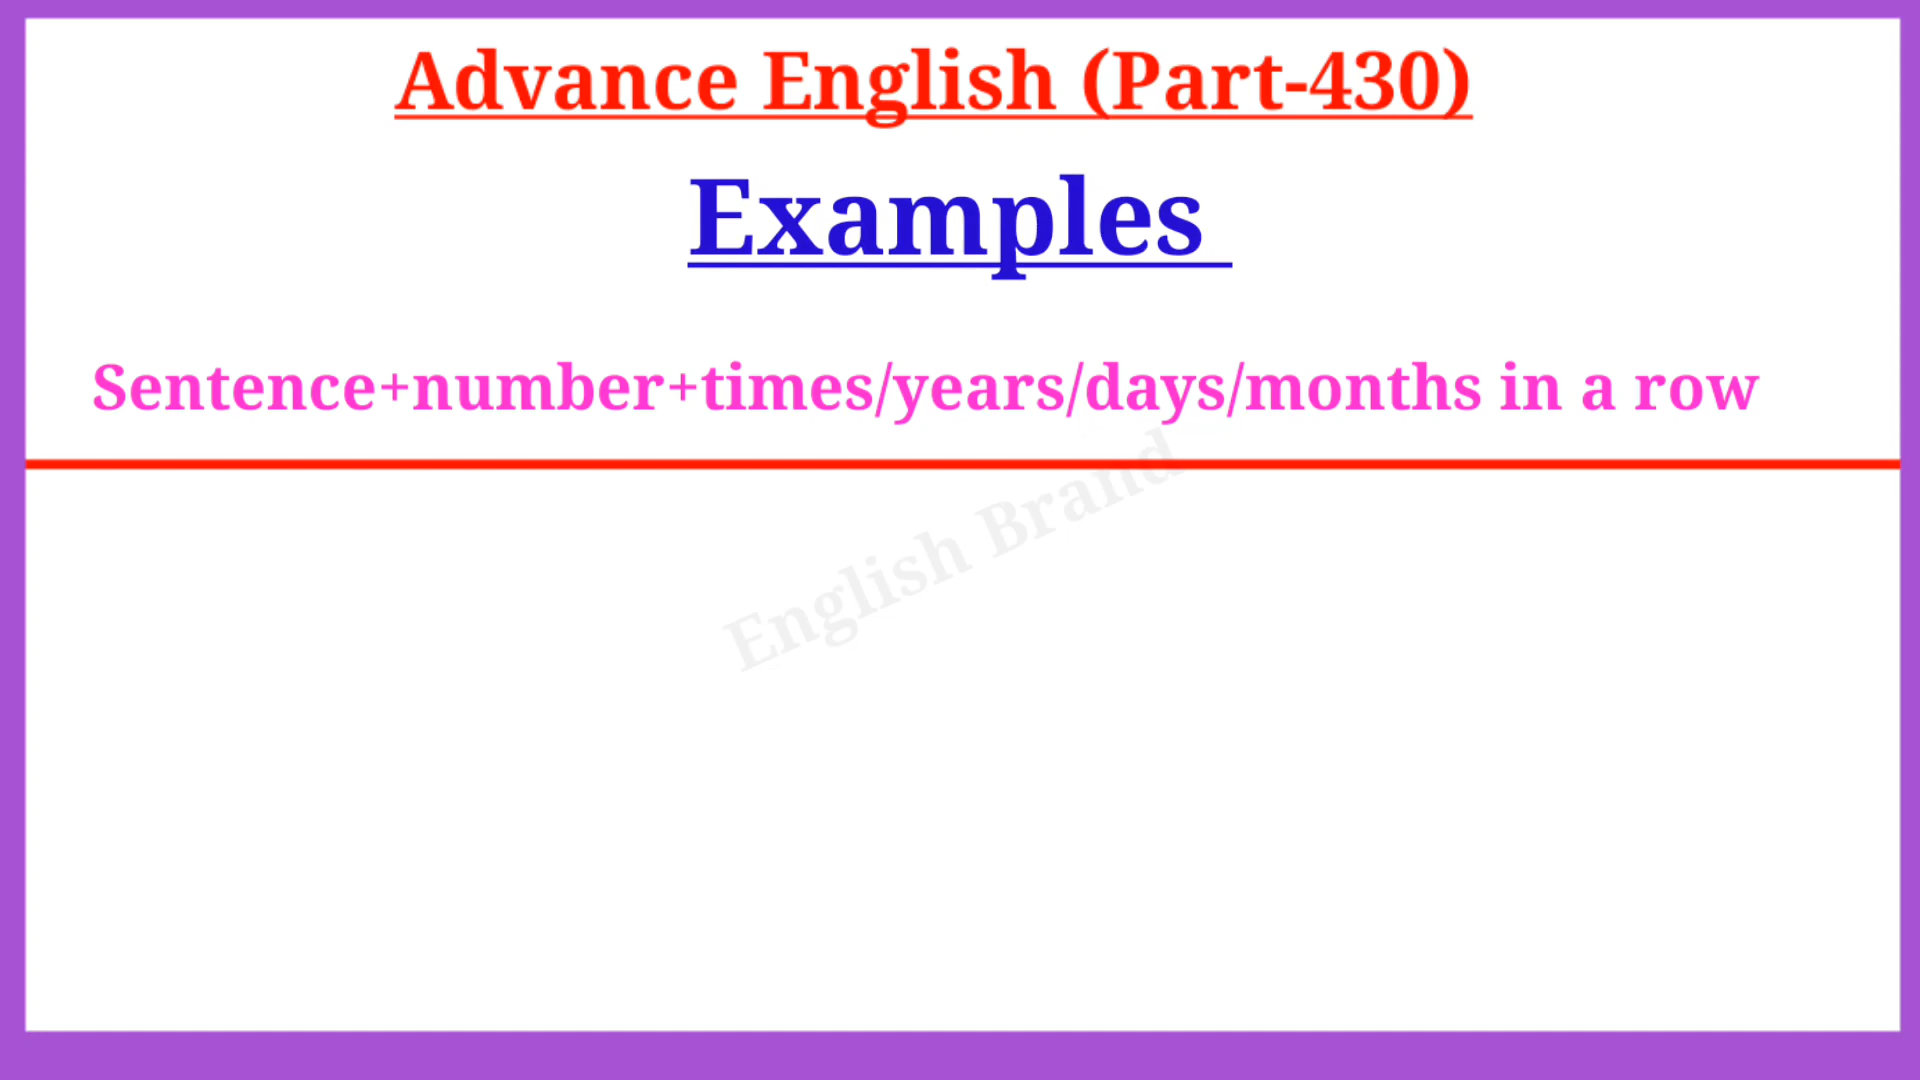 Advance English (Part-430)
Examples
Sentence+number+times/years/days/months in a row
English Brand